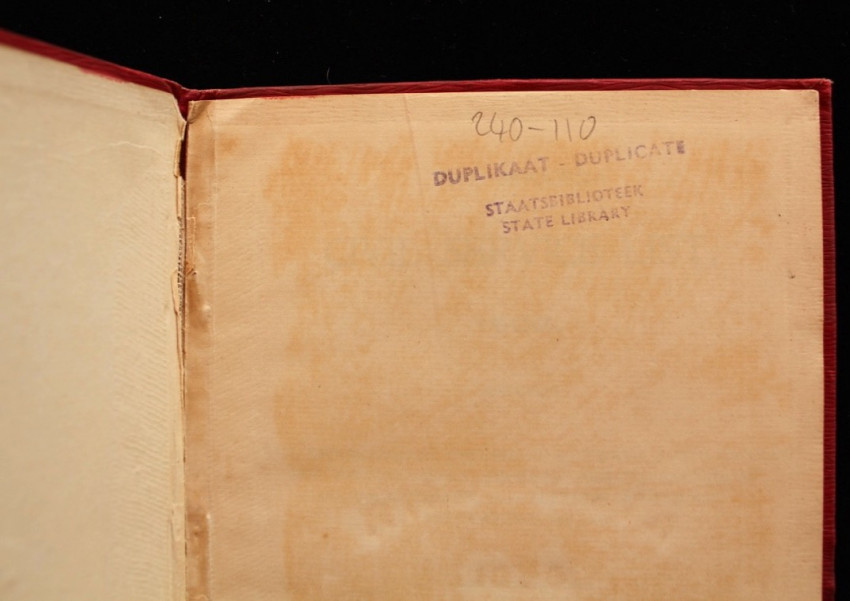 240-110
DUPLIKAAT - DUPLICATE
STAATSBIBLIOTEEK
STATE LIBRARY